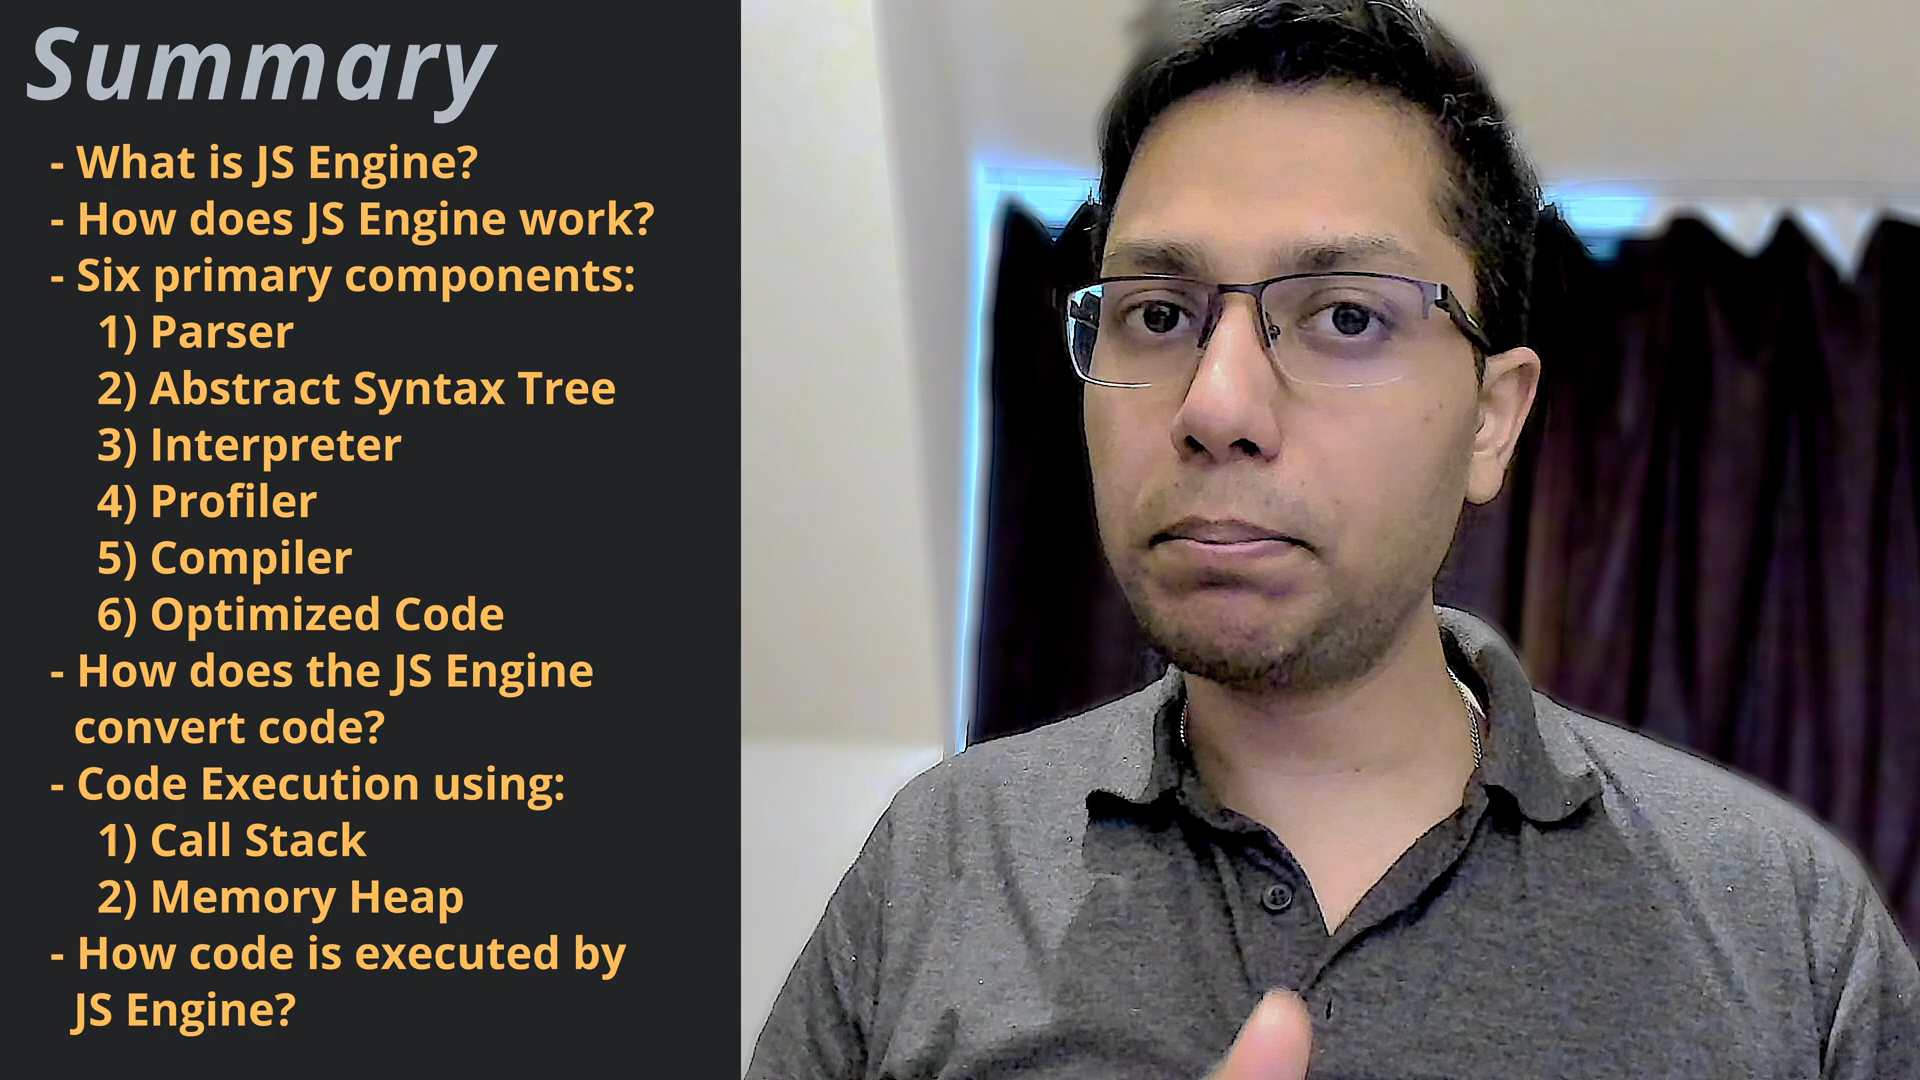 Summary
- What is JS Engine?
- How does JS Engine work?
- Six primary components:
1) Parser
2) Abstract Syntax Tree
3) Interpreter
4) Profiler
5) Compiler
6) Optimized Code
- How does the JS Engine
convert code?
- Code Execution using:
1) Call Stack
2) Memory Heap
- How code is executed by
JS Engine?